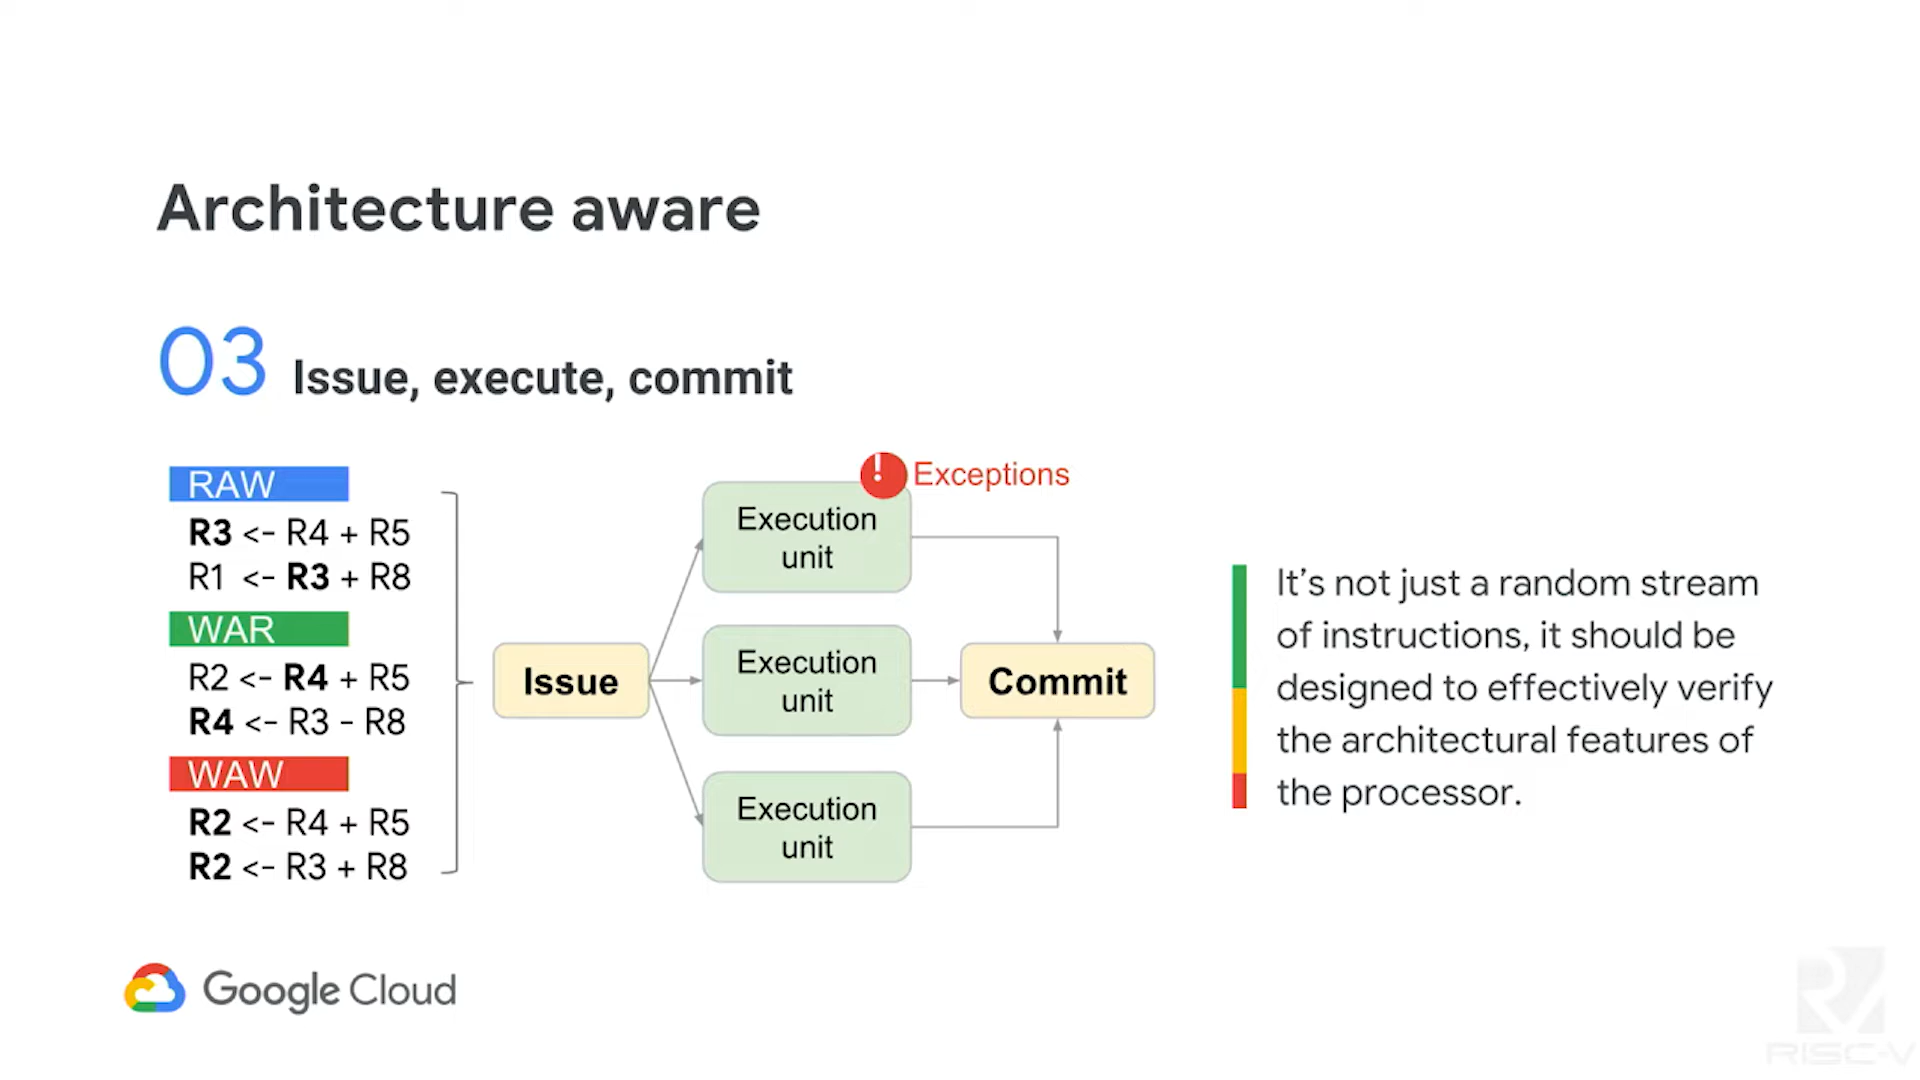 Architecture aware
03 Issue, execute, commit
RAW
R3 <- R4 + R5
R1 <- R3 + R8
WAR
R2 <- R4 + R5
R4 <- R3 - R8
WAW
R2 <- R4 + R5
R2 <- R3 + R8
Issue
! Exceptions
Execution
unit
Execution
unit
Execution
unit
Commit
It’s not just a random stream
of instructions, it should be
designed to effectively verify
the architectural features of
the processor.
Google Cloud
RISC-V